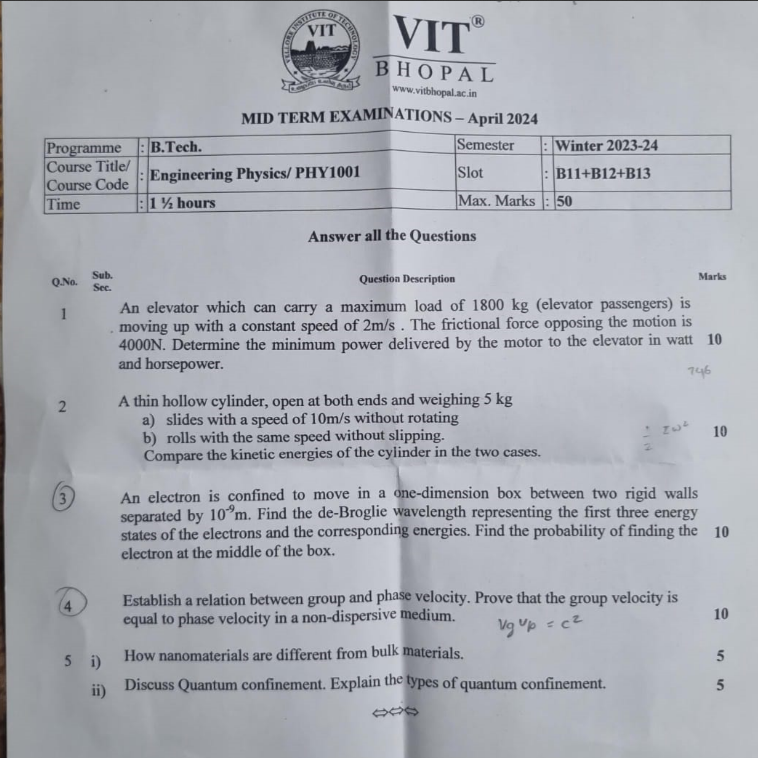 VELLORE INSTITUTE OF TECHNOLOGY
VIT
VIT®
BHOPAL
www.vitbhopal.ac.in
MID TERM EXAMINATIONS – April 2024
Programme : B.Tech. Semester : Winter 2023-24
Course Title/ Course Code : Engineering Physics/ PHY1001 Slot : B11+B12+B13
Time : 1 ½ hours Max. Marks : 50
Answer all the Questions
Q.No. Sub. Sec. Question Description Marks
1 An elevator which can carry a maximum load of 1800 kg (elevator passengers) is
moving up with a constant speed of 2m/s . The frictional force opposing the motion is
4000N. Determine the minimum power delivered by the motor to the elevator in watt 10
and horsepower.
746
2 A thin hollow cylinder, open at both ends and weighing 5 kg
a) slides with a speed of 10m/s without rotating
b) rolls with the same speed without slipping. 10
1/2 Iω²
Compare the kinetic energies of the cylinder in the two cases.
3 An electron is confined to move in a one-dimension box between two rigid walls
separated by 10⁻⁹m. Find the de-Broglie wavelength representing the first three energy
states of the electrons and the corresponding energies. Find the probability of finding the 10
electron at the middle of the box.
4 Establish a relation between group and phase velocity. Prove that the group velocity is
equal to phase velocity in a non-dispersive medium. 10
Vg Vp = c²
5 i) How nanomaterials are different from bulk materials. 5
ii) Discuss Quantum confinement. Explain the types of quantum confinement. 5
⇔⇔⇔